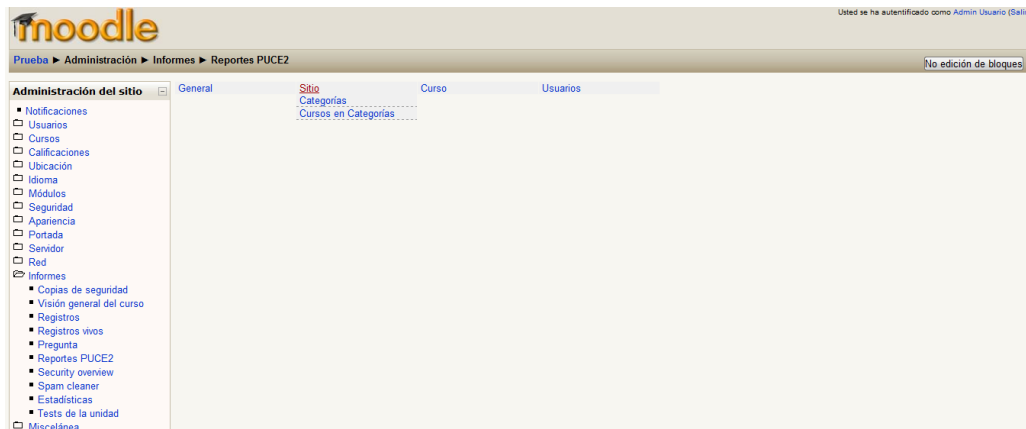 moodle
Usted se ha autentificado como Admin Usuario (Sali
Prueba ► Administración ► Informes ► Reportes PUCE2
No edición de bloques
Administración del sitio
Notificaciones
Usuarios
Cursos
Calificaciones
Ubicación
Idioma
Módulos
Seguridad
Apariencia
Portada
Servidor
Red
Informes
Copias de seguridad
Visión general del curso
Registros
Registros vivos
Pregunta
Reportes PUCE2
Security overview
Spam cleaner
Estadísticas
Tests de la unidad
Miscelánea
General Sitio Curso Usuarios
Categorías
Cursos en Categorías